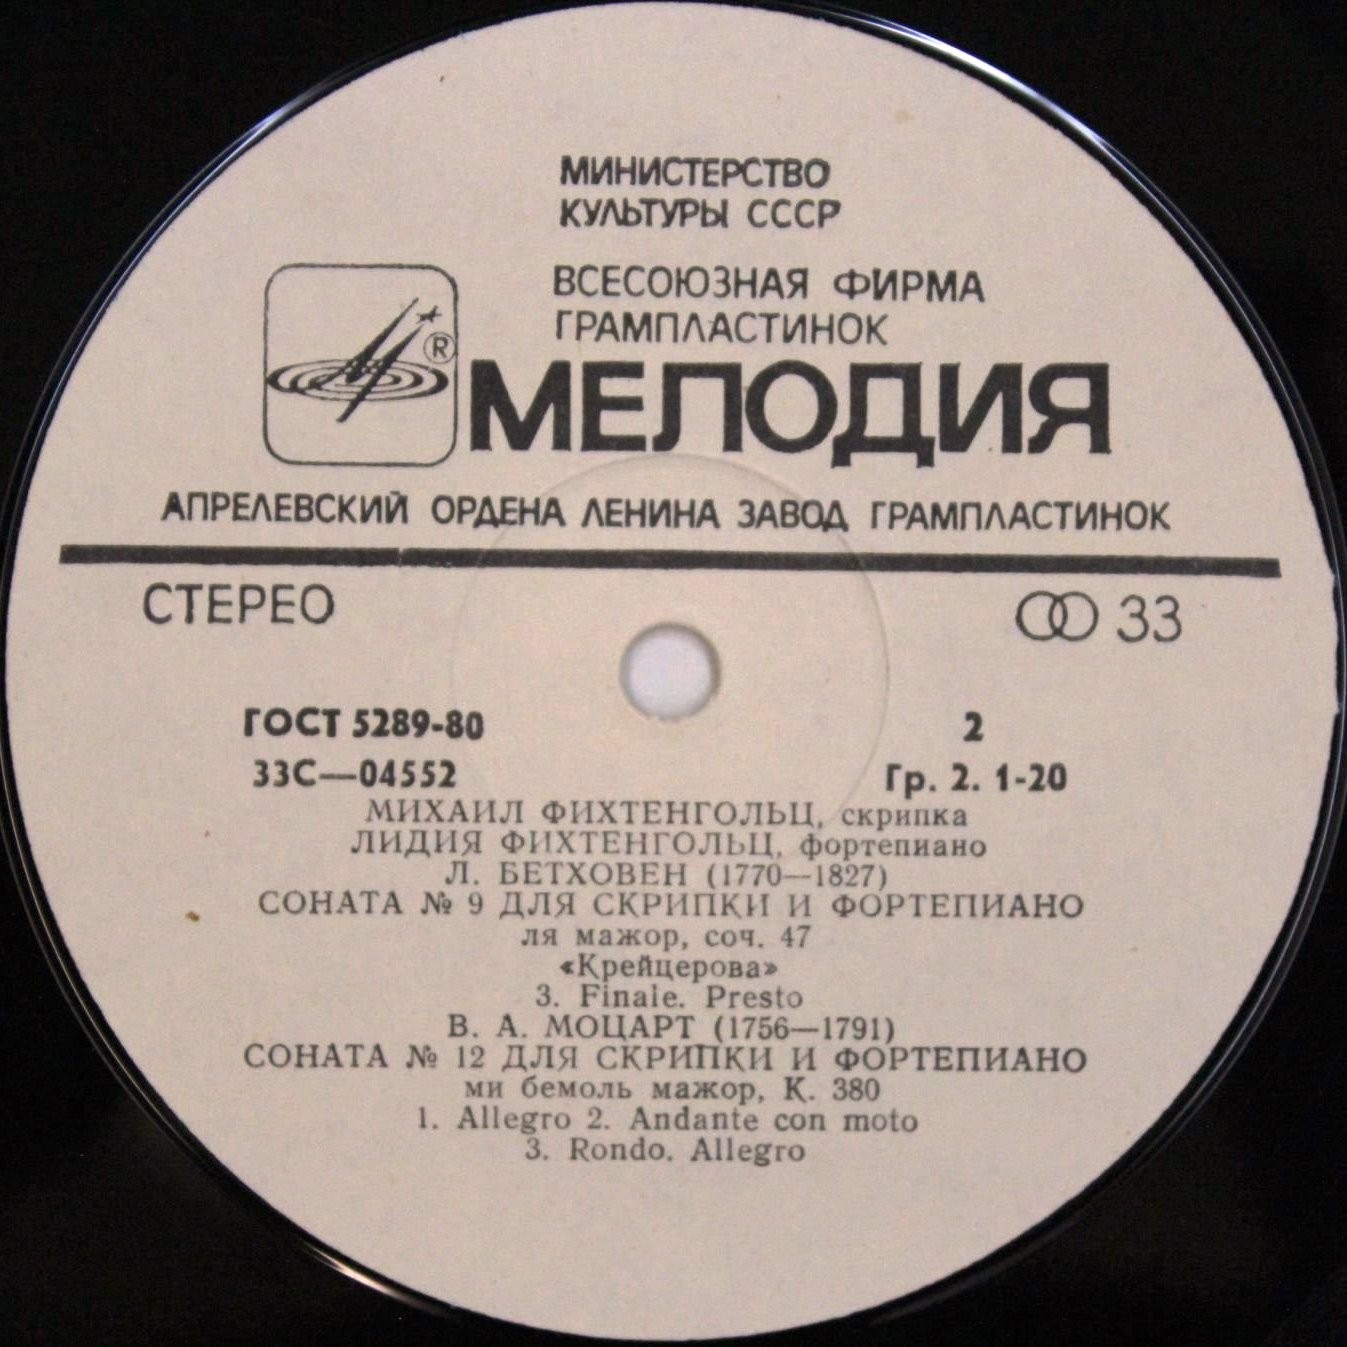 МИНИСТЕРСТВО
КУЛЬТУРЫ СССР
ВСЕСОЮЗНАЯ ФИРМА
ГРАМПЛАСТИНОК
® МЕЛОДИЯ
АПРЕЛЕВСКИЙ ОРДЕНА ЛЕНИНА ЗАВОД ГРАМПЛАСТИНОК
СТЕРЕО 33
ГОСТ 5289-80 2
33С—04552 Гр. 2. 1-20
МИХАИЛ ФИХТЕНГОЛЬЦ, скрипка
ЛИДИЯ ФИХТЕНГОЛЬЦ, фортепиано
Л. БЕТХОВЕН (1770—1827)
СОНАТА № 9 ДЛЯ СКРИПКИ И ФОРТЕПИАНО
ля мажор, соч. 47
«Крейцерова»
3. Finale. Presto
В. А. МОЦАРТ (1756—1791)
СОНАТА № 12 ДЛЯ СКРИПКИ И ФОРТЕПИАНО
ми бемоль мажор, К. 380
1. Allegro 2. Andante con moto
3. Rondo. Allegro